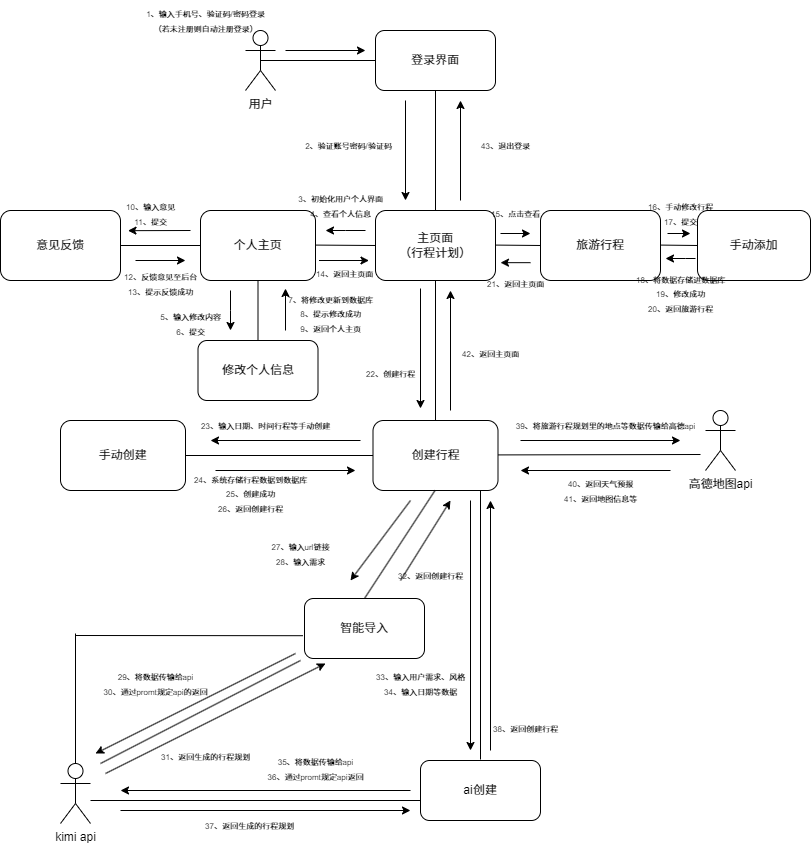 1、输入手机号、验证码/密码登录
（若未注册则自动注册登录）
用户
登录界面
2、验证账号密码/验证码
43、退出登录
3、初始化用户个人界面
4、查看个人信息
10、输入意见
11、提交
意见反馈
12、反馈意见至后台
13、提示反馈成功
个人主页
14、返回主页面
主页面
（行程计划）
15、点击查看
21、返回主页面
旅游行程
16、手动修改行程
17、提交
手动添加
18、将数据存储进数据库
19、修改成功
20、返回旅游行程
5、输入修改内容
6、提交
7、将修改更新到数据库
8、提示修改成功
9、返回个人主页
修改个人信息
22、创建行程
42、返回主页面
手动创建
23、输入日期、时间行程等手动创建
24、系统存储行程数据到数据库
25、创建成功
26、返回创建行程
创建行程
39、将旅游行程规划里的地点等数据传输给高德api
40、返回天气预报
41、返回地图信息等
高德地图api
27、输入url链接
28、输入需求
32、返回创建行程
智能导入
29、将数据传输给api
30、通过promt规定api的返回
31、返回生成的行程规划
33、输入用户需求、风格
34、输入日期等数据
38、返回创建行程
35、将数据传输给api
36、通过promt规定api返回
ai创建
37、返回生成的行程规划
kimi api